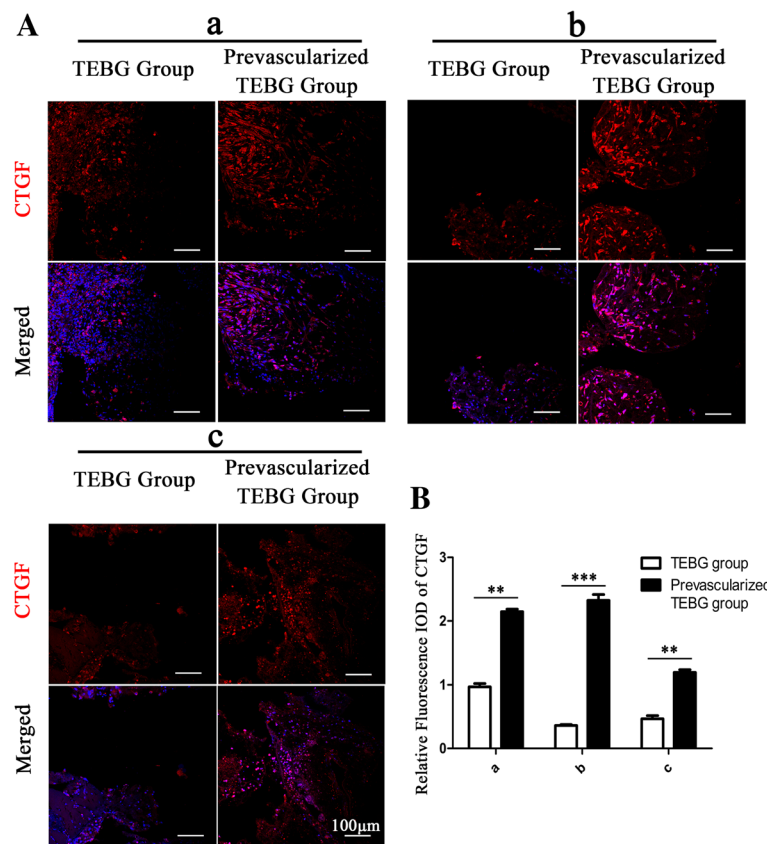 A
a
TEBG Group
Prevascularized
TEBG Group
CTGF
Merged
b
TEBG Group
Prevascularized
TEBG Group
c
TEBG Group
Prevascularized
TEBG Group
CTGF
Merged
100μm
B
Relative Fluorescence IOD of CTGF
3
2
1
0
**
***
**
a
b
c
TEBG group
Prevascularized
TEBG group